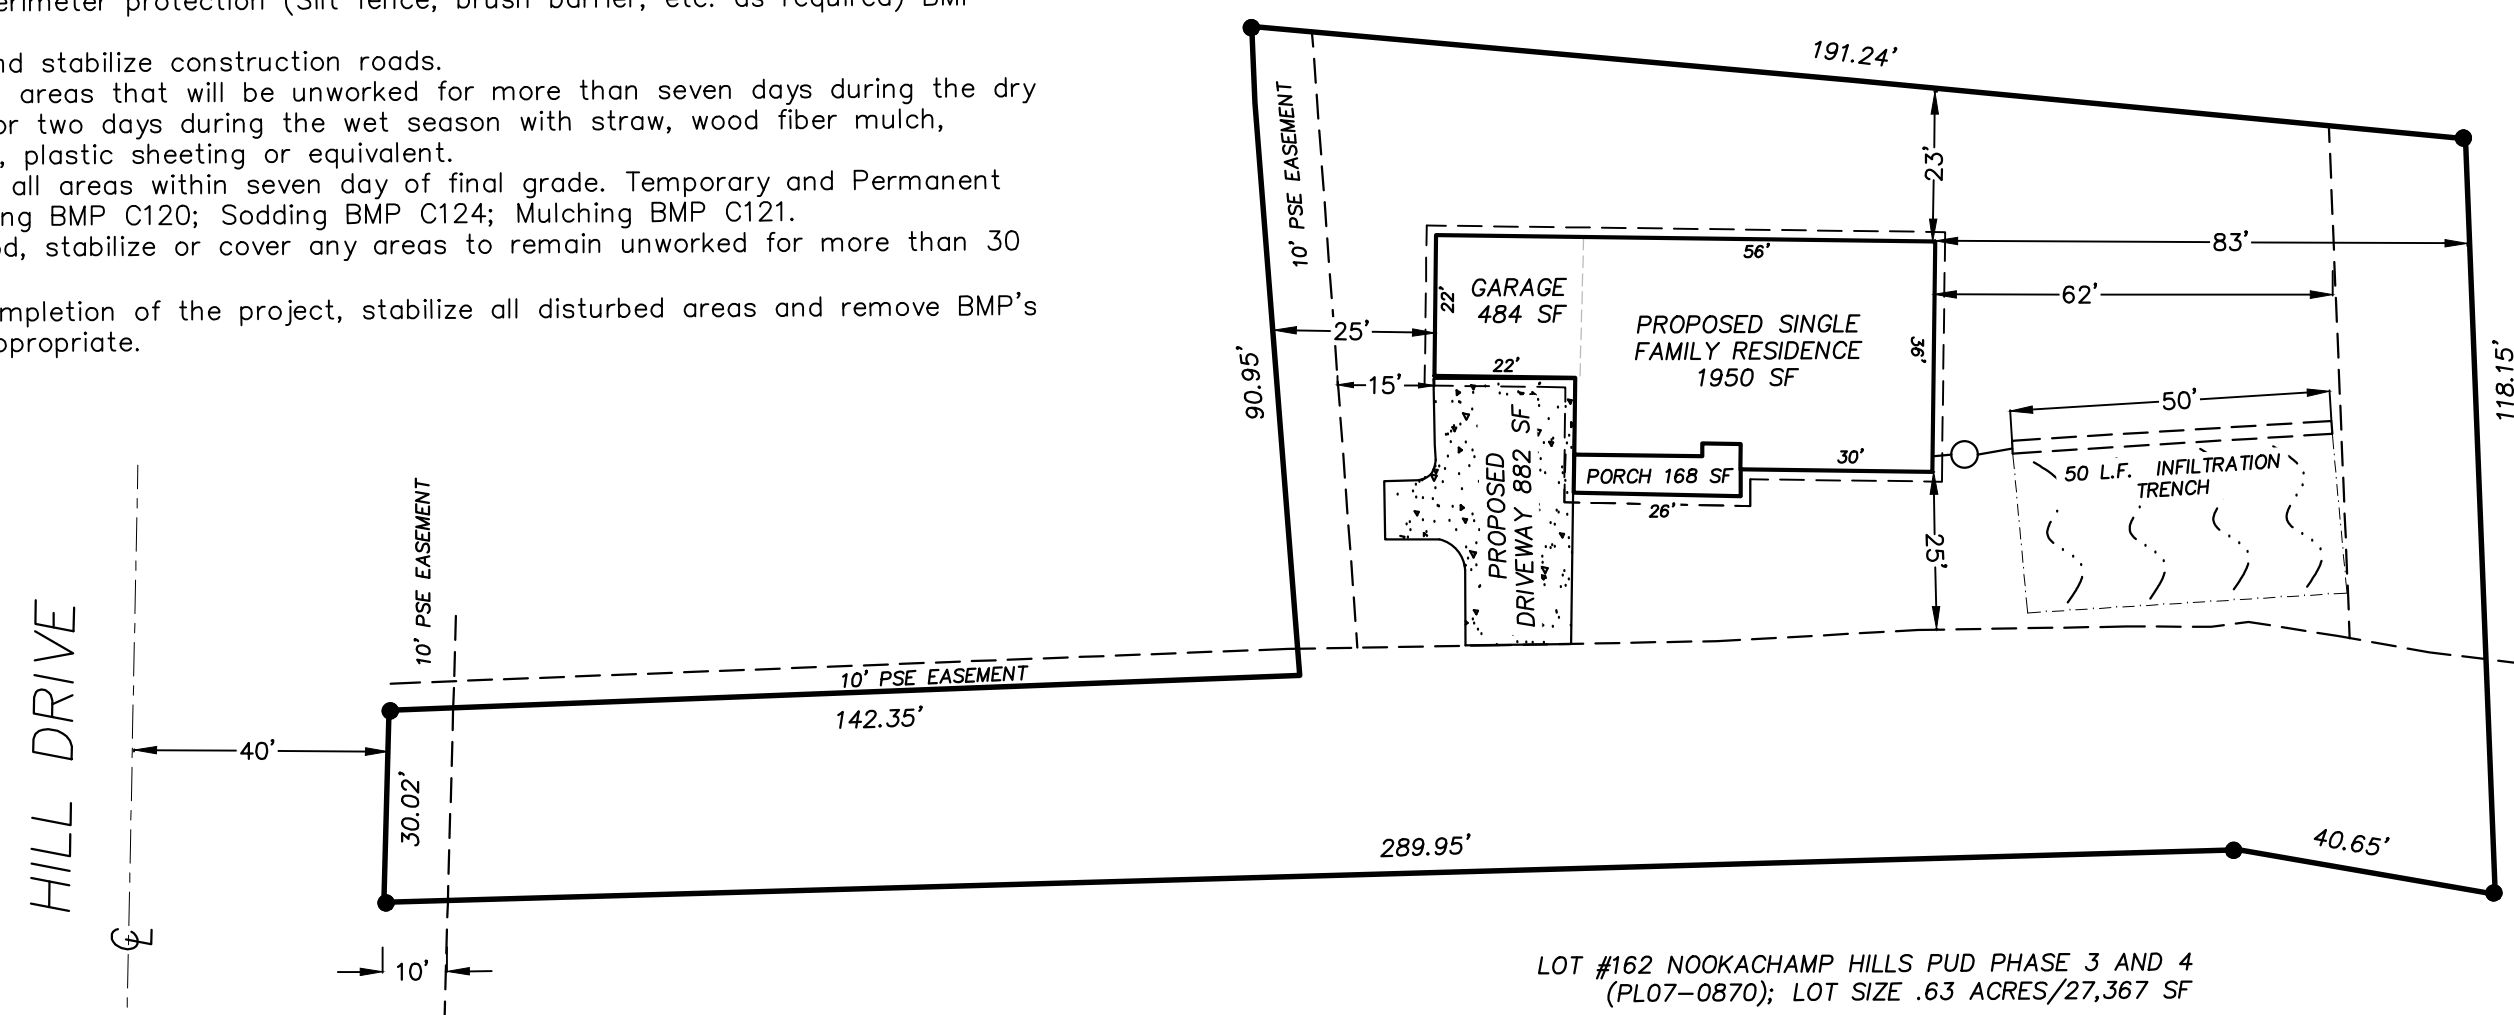 erimeter protection (Silt fence, brush barrier, etc. as required) BMP
nd stabilize construction roads.
areas that will be unworked for more than seven days during the dry
or two days during the wet season with straw, wood fiber mulch,
, plastic sheeting or equivalent.
all areas within seven day of final grade. Temporary and Permanent
ng BMP C120; Sodding BMP C124; Mulching BMP C121.
od, stabilize or cover any areas to remain unworked for more than 30
mpletion of the project, stabilize all disturbed areas and remove BMP's
ppropriate.
191.24'
10' PSE EASEMENT
23'
83'
56'
62'
22'
GARAGE
484 SF
PROPOSED SINGLE
FAMILY RESIDENCE
1950 SF
36'
25'
22'
15'
90.95'
118.15'
50'
PROPOSED
DRIVEWAY 882 SF
PORCH 168 SF
30'
26'
50 L.F. INFILTRATION
TRENCH
25'
10' PSE EASEMENT
10' PSE EASEMENT
142.35'
HILL DRIVE
40'
30.02'
289.95'
40.65'
CL
10'
LOT #162 NOOKACHAMP HILLS PUD PHASE 3 AND 4
(PL07-0870); LOT SIZE .63 ACRES/27,367 SF